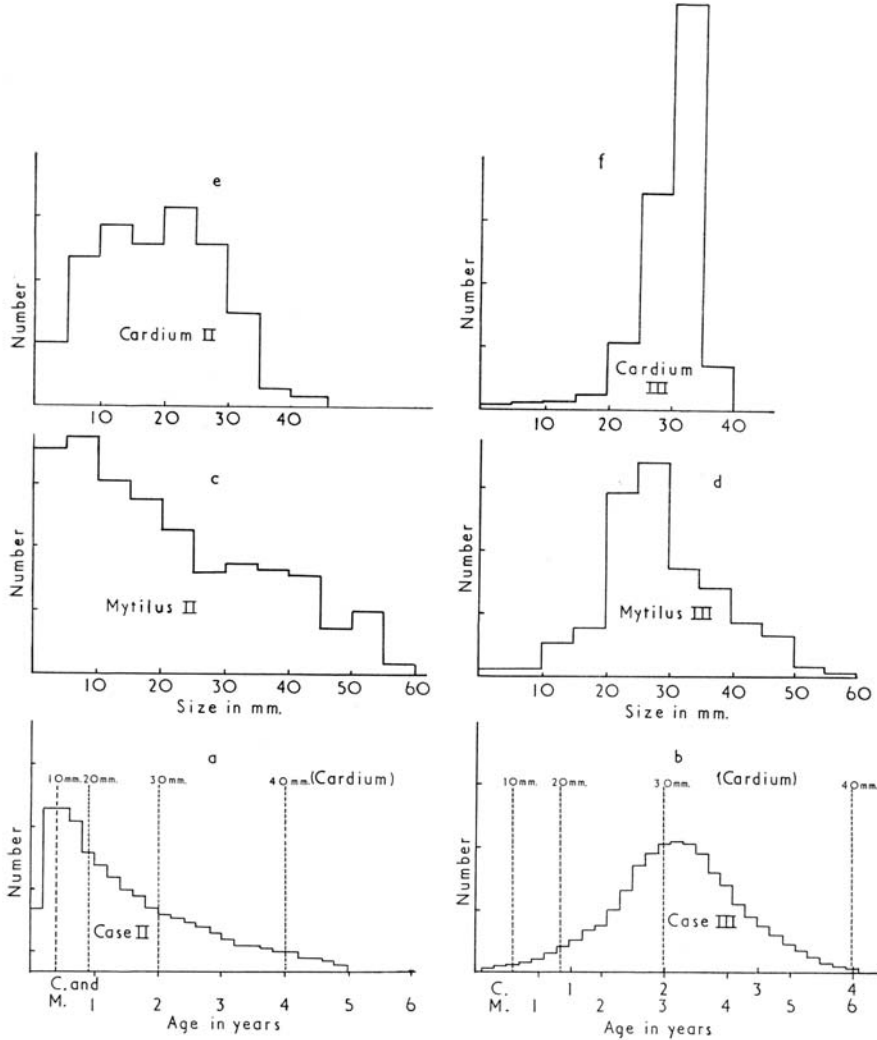 e
f
Number
Number
Cardium II
Cardium
III
10 20 30 40
10 20 30 40
c
d
Number
Number
Mytilus II
Mytilus III
10 20 30 40 50 60
10 20 30 40 50 60
Size in mm.
Size in mm.
a
b
10mm. 20mm. 30mm. 40mm.(Cardium)
10mm. 20mm. 30mm. (Cardium) 40mm.
Number
Number
Case II
Case III
C. and
M. 1 2 3 4 5 6
C. 1 2 3 4
M. 1 2 3 4 5 6
Age in years
Age in years